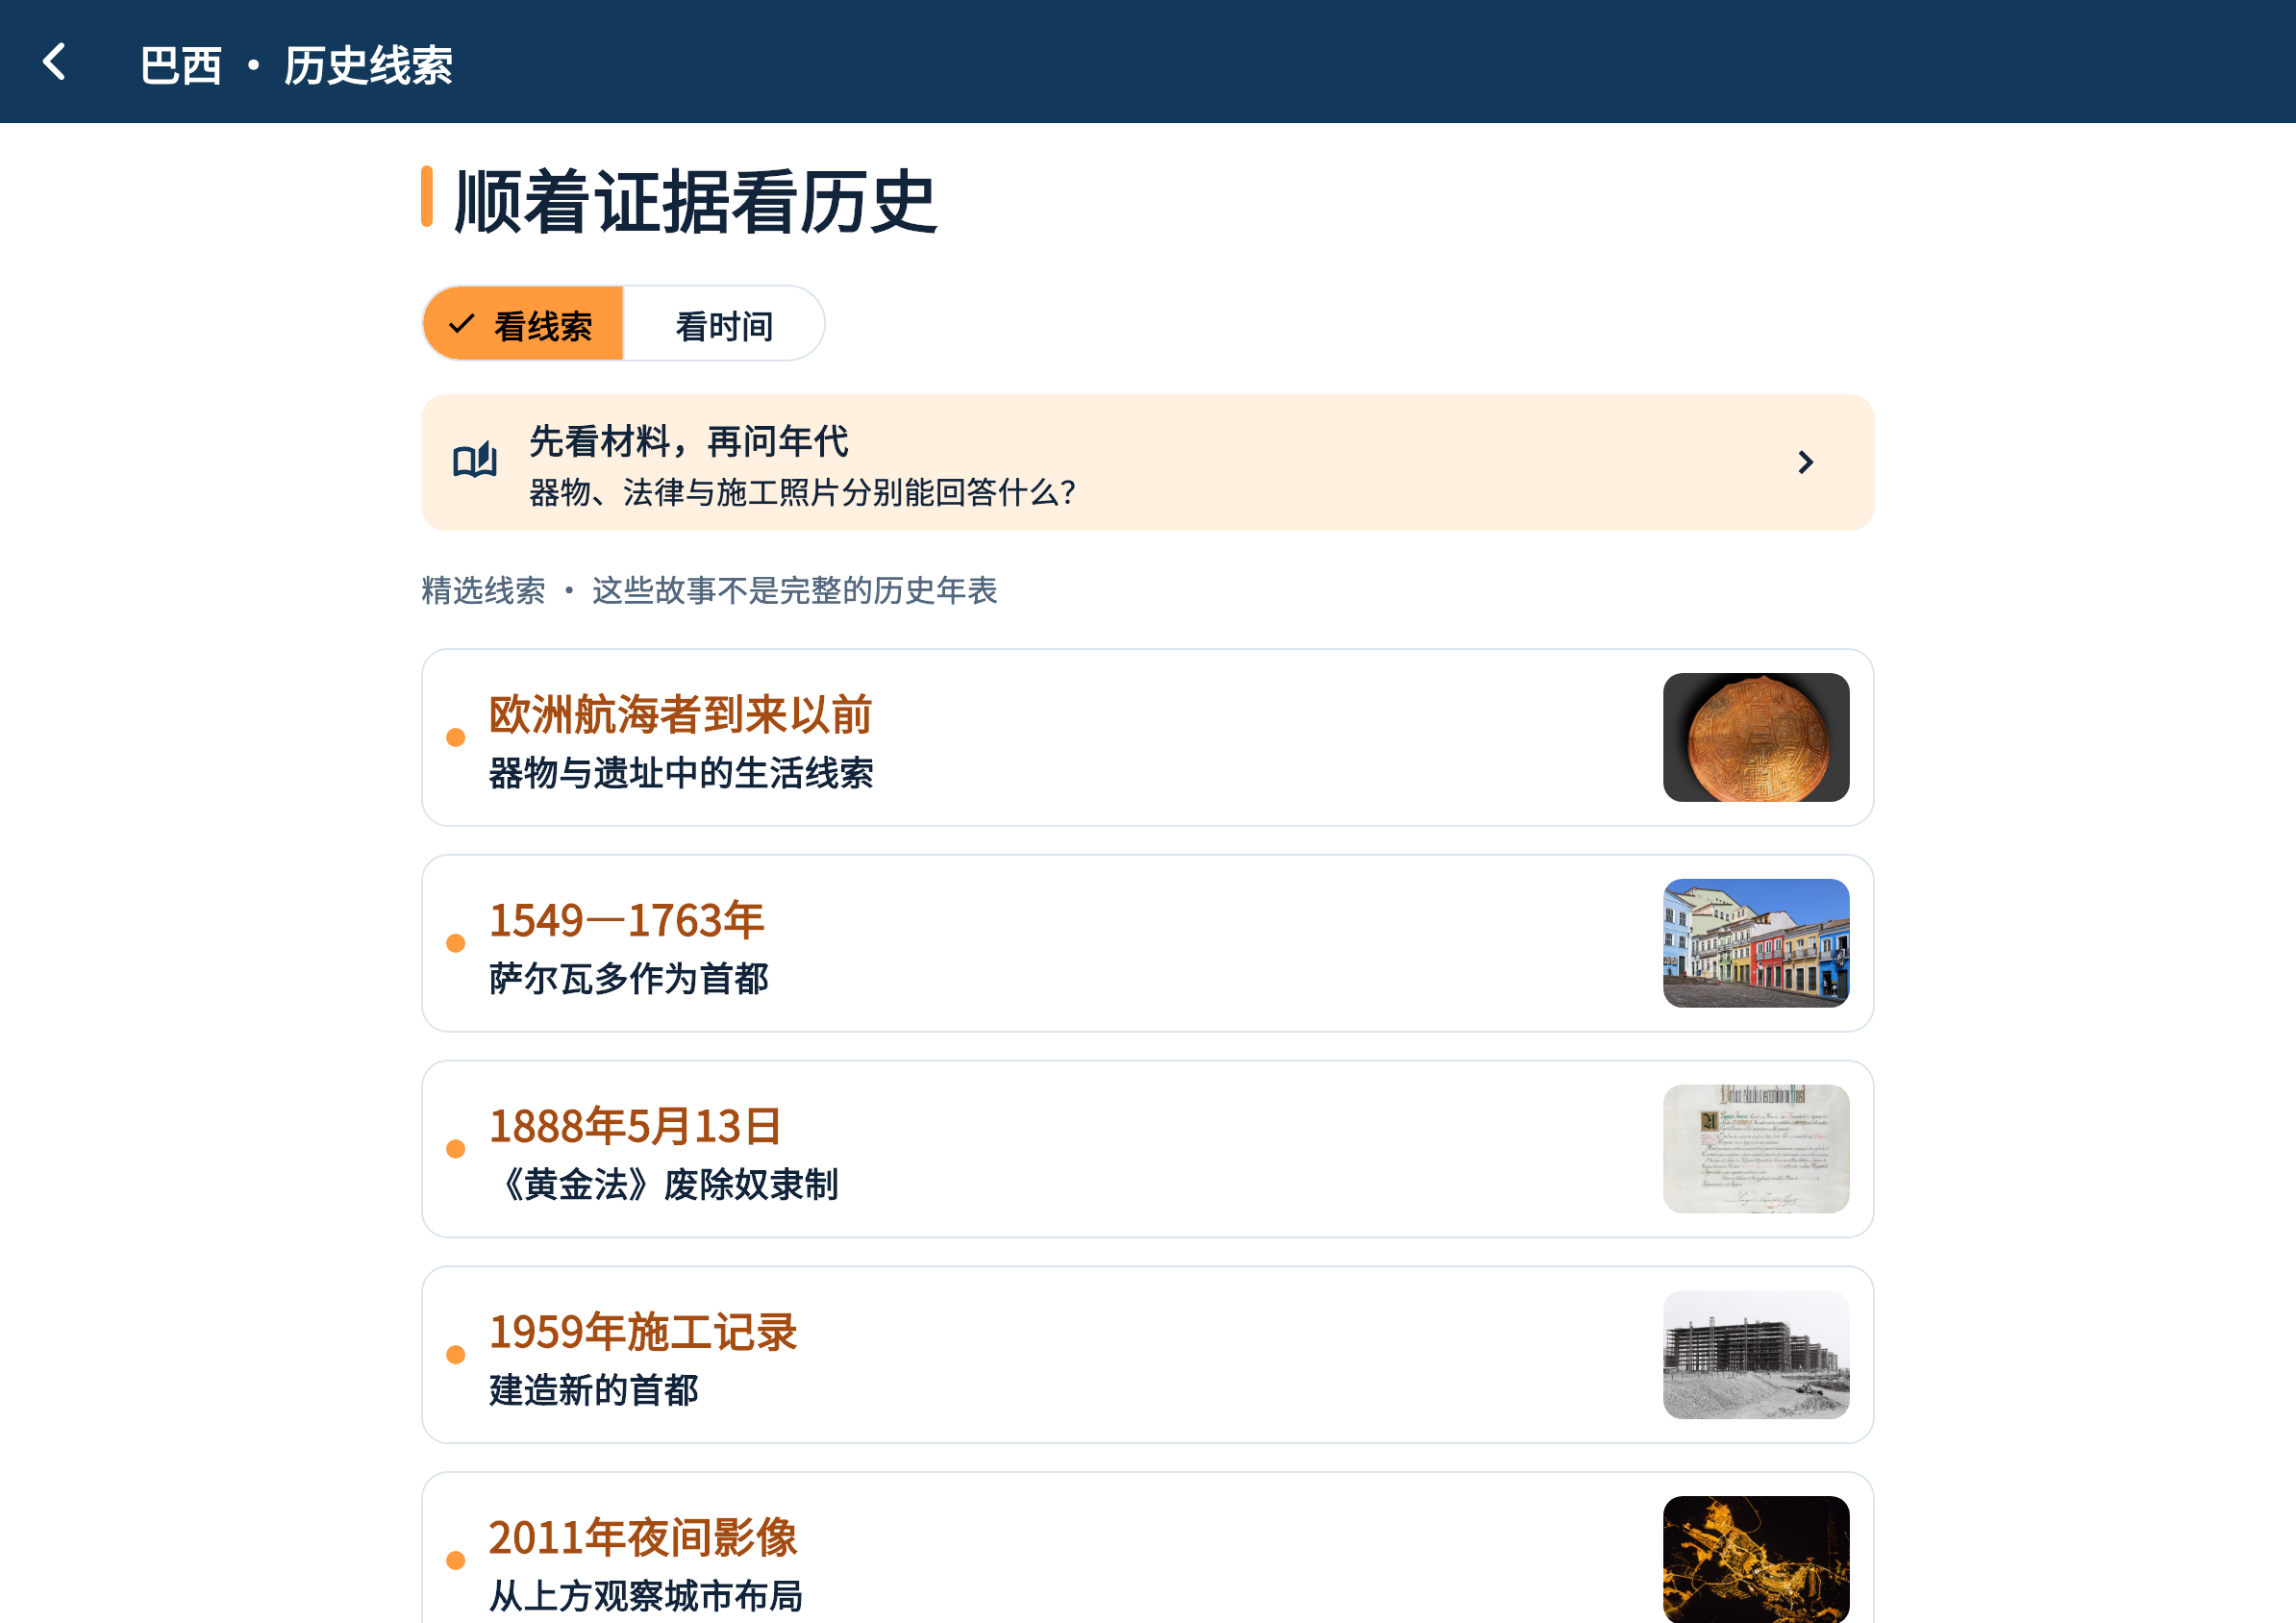 巴西 · 历史线索
顺着证据看历史
看线索
看时间
先看材料，再问年代
器物、法律与施工照片分别能回答什么？
精选线索 · 这些故事不是完整的历史年表
欧洲航海者到来以前
器物与遗址中的生活线索
1549—1763年
萨尔瓦多作为首都
1888年5月13日
《黄金法》废除奴隶制
1959年施工记录
建造新的首都
2011年夜间影像
从上方观察城市布局